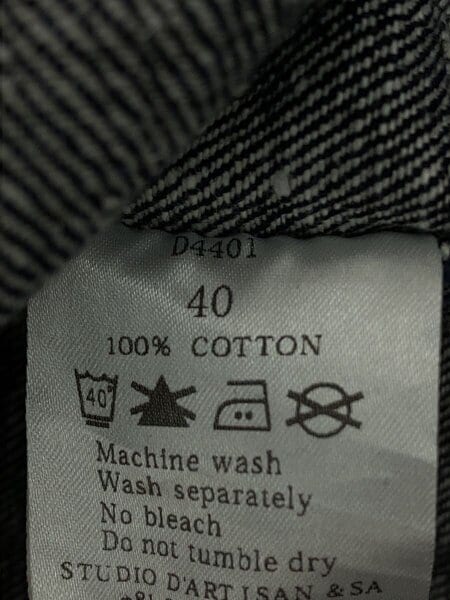 D4401
40
100% COTTON
40°
Machine wash
Wash separately
No bleach
Do not tumble dry
STUDIO D'ARTISAN & SA